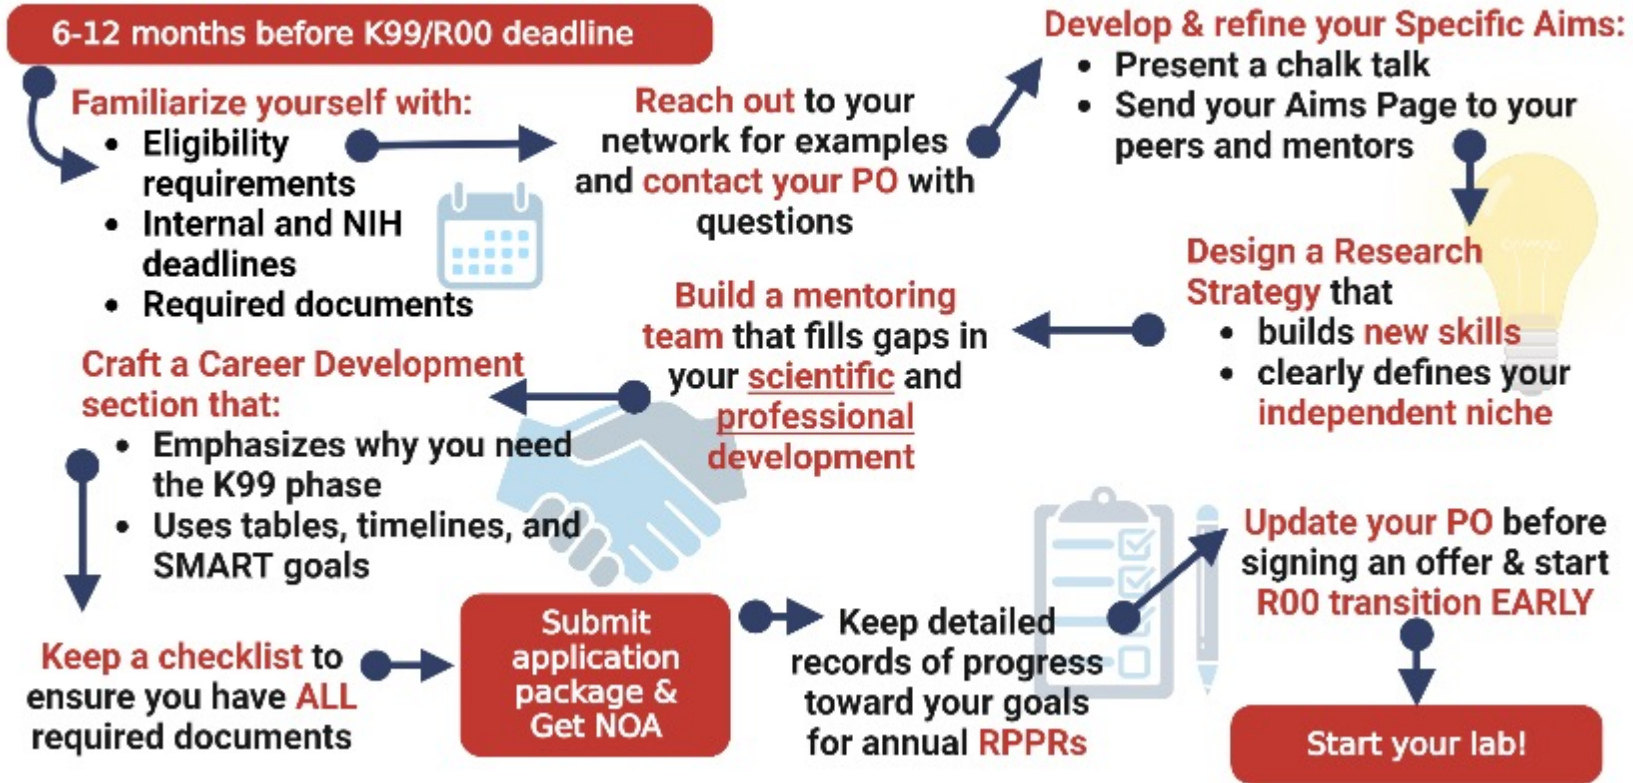 6-12 months before K99/R00 deadline
Familiarize yourself with:
• Eligibility
requirements
• Internal and NIH
deadlines
• Required documents
Reach out to your
network for examples
and contact your PO with
questions
Develop & refine your Specific Aims:
• Present a chalk talk
• Send your Aims Page to your
peers and mentors
Design a Research
Strategy that
• builds new skills
• clearly defines your
independent niche
Build a mentoring
team that fills gaps in
your scientific and
professional
development
Craft a Career Development
section that:
• Emphasizes why you need
the K99 phase
• Uses tables, timelines, and
SMART goals
Keep a checklist to
ensure you have ALL
required documents
Submit
application
package &
Get NOA
Keep detailed
records of progress
toward your goals
for annual RPPRs
Update your PO before
signing an offer & start
R00 transition EARLY
Start your lab!